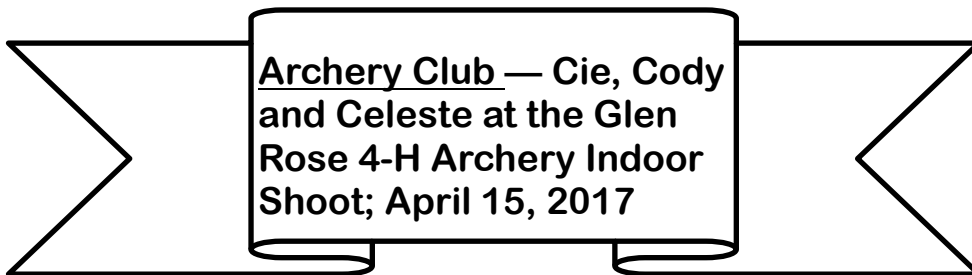 Archery Club — Cie, Cody
and Celeste at the Glen
Rose 4-H Archery Indoor
Shoot; April 15, 2017